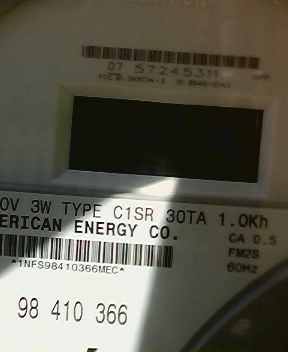 07 57245311
0V 3W TYPE C1SR 30TA 1.0Kh
ERICAN ENERGY CO.
CA 0.5
FM2S
60Hz
*1NFS98410366MEC*
98 410 366